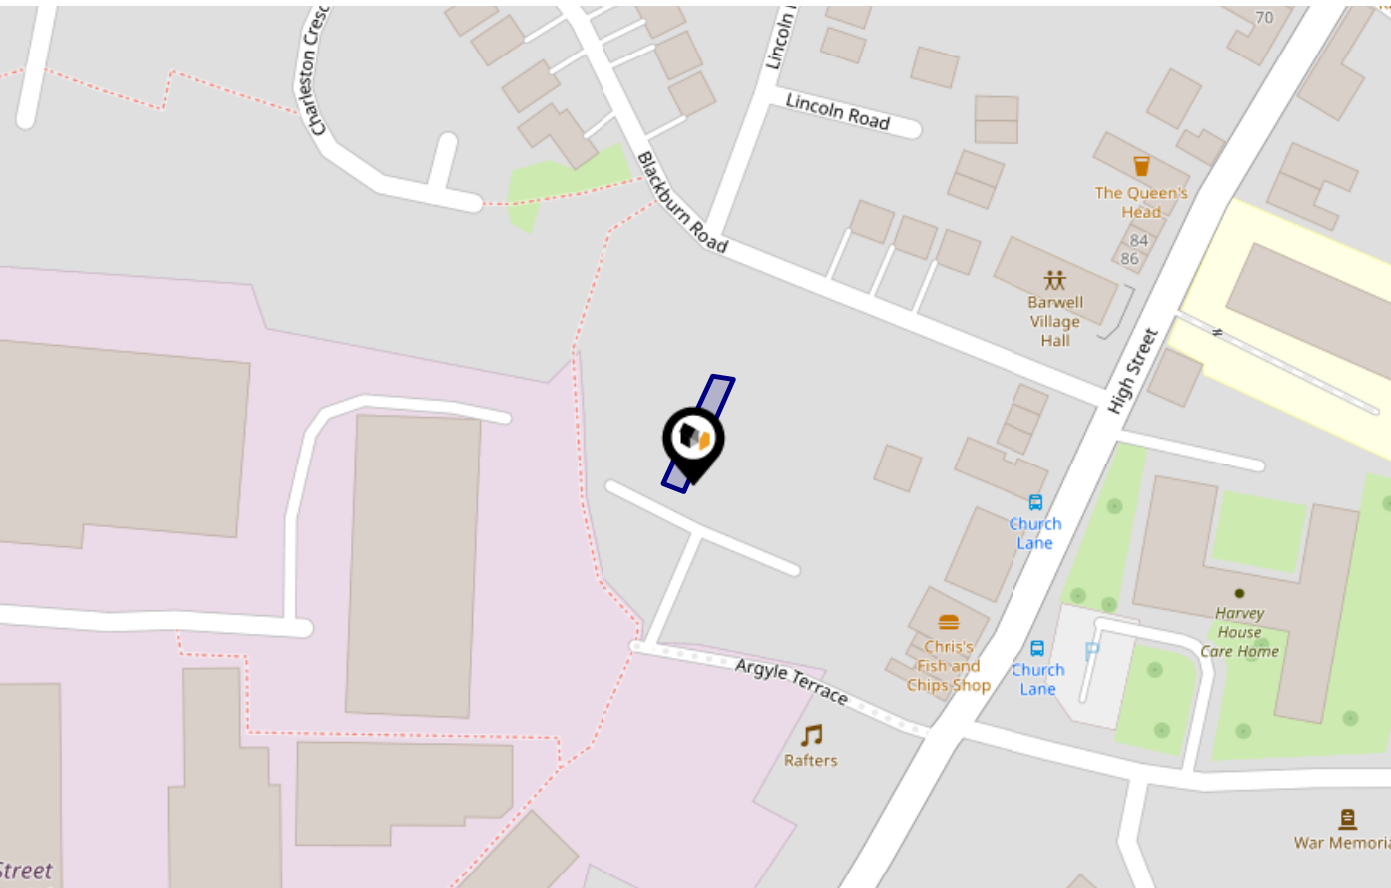 70
Charleston Cresc
Lincoln
Lincoln Road
Blackburn Road
The Queen's
Head
84
86
Barwell
Village
Hall
High Street
Church
Lane
Harvey
House
Care Home
Chris's
Fish and
Chips Shop
Church
Lane
P
Argyle Terrace
Rafters
War Memoria
Street